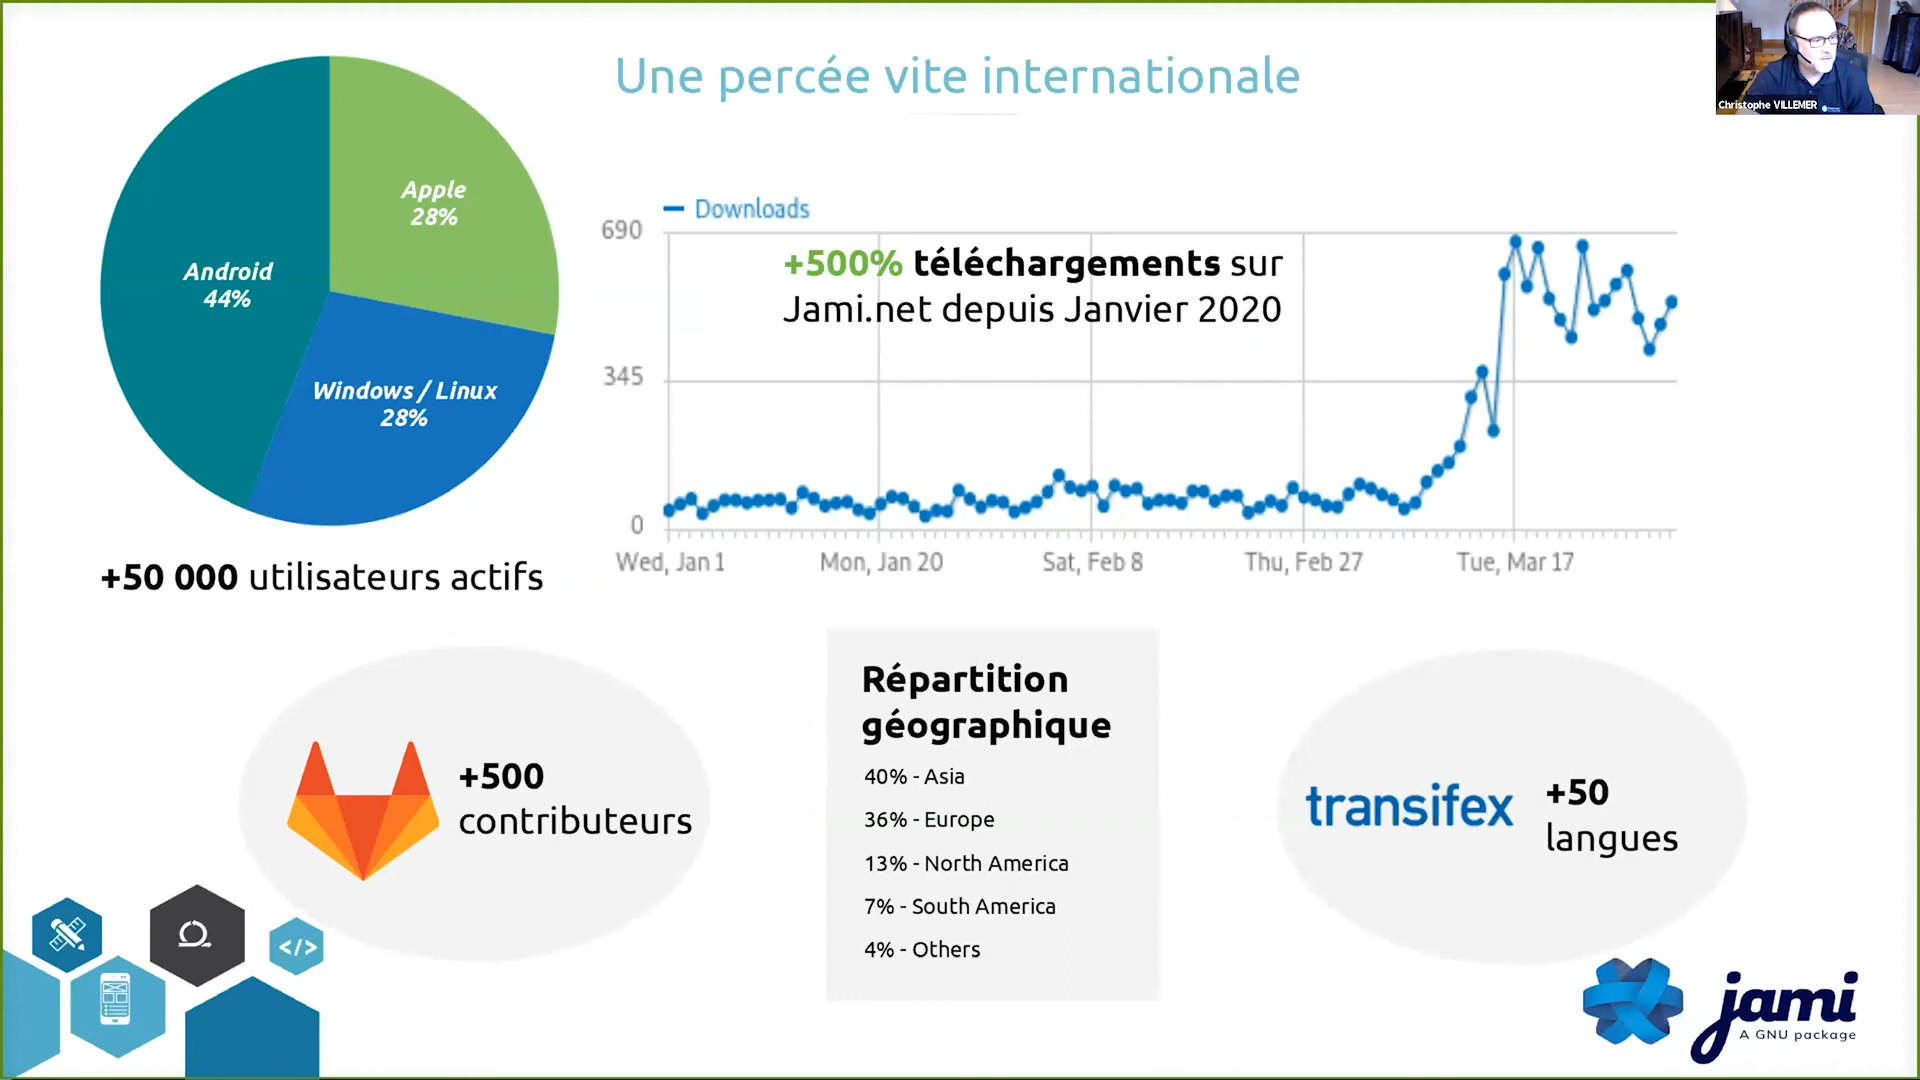 Une percée vite internationale
Christophe VILLEMER
Apple
28%
Android
44%
Windows / Linux
28%
+50 000 utilisateurs actifs
Downloads
690
345
0
+500% téléchargements sur
Jami.net depuis Janvier 2020
Wed, Jan 1
Mon, Jan 20
Sat, Feb 8
Thu, Feb 27
Tue, Mar 17
+500
contributeurs
Répartition
géographique
40% - Asia
36% - Europe
13% - North America
7% - South America
4% - Others
transifex
+50
langues
</>
jami
A GNU package